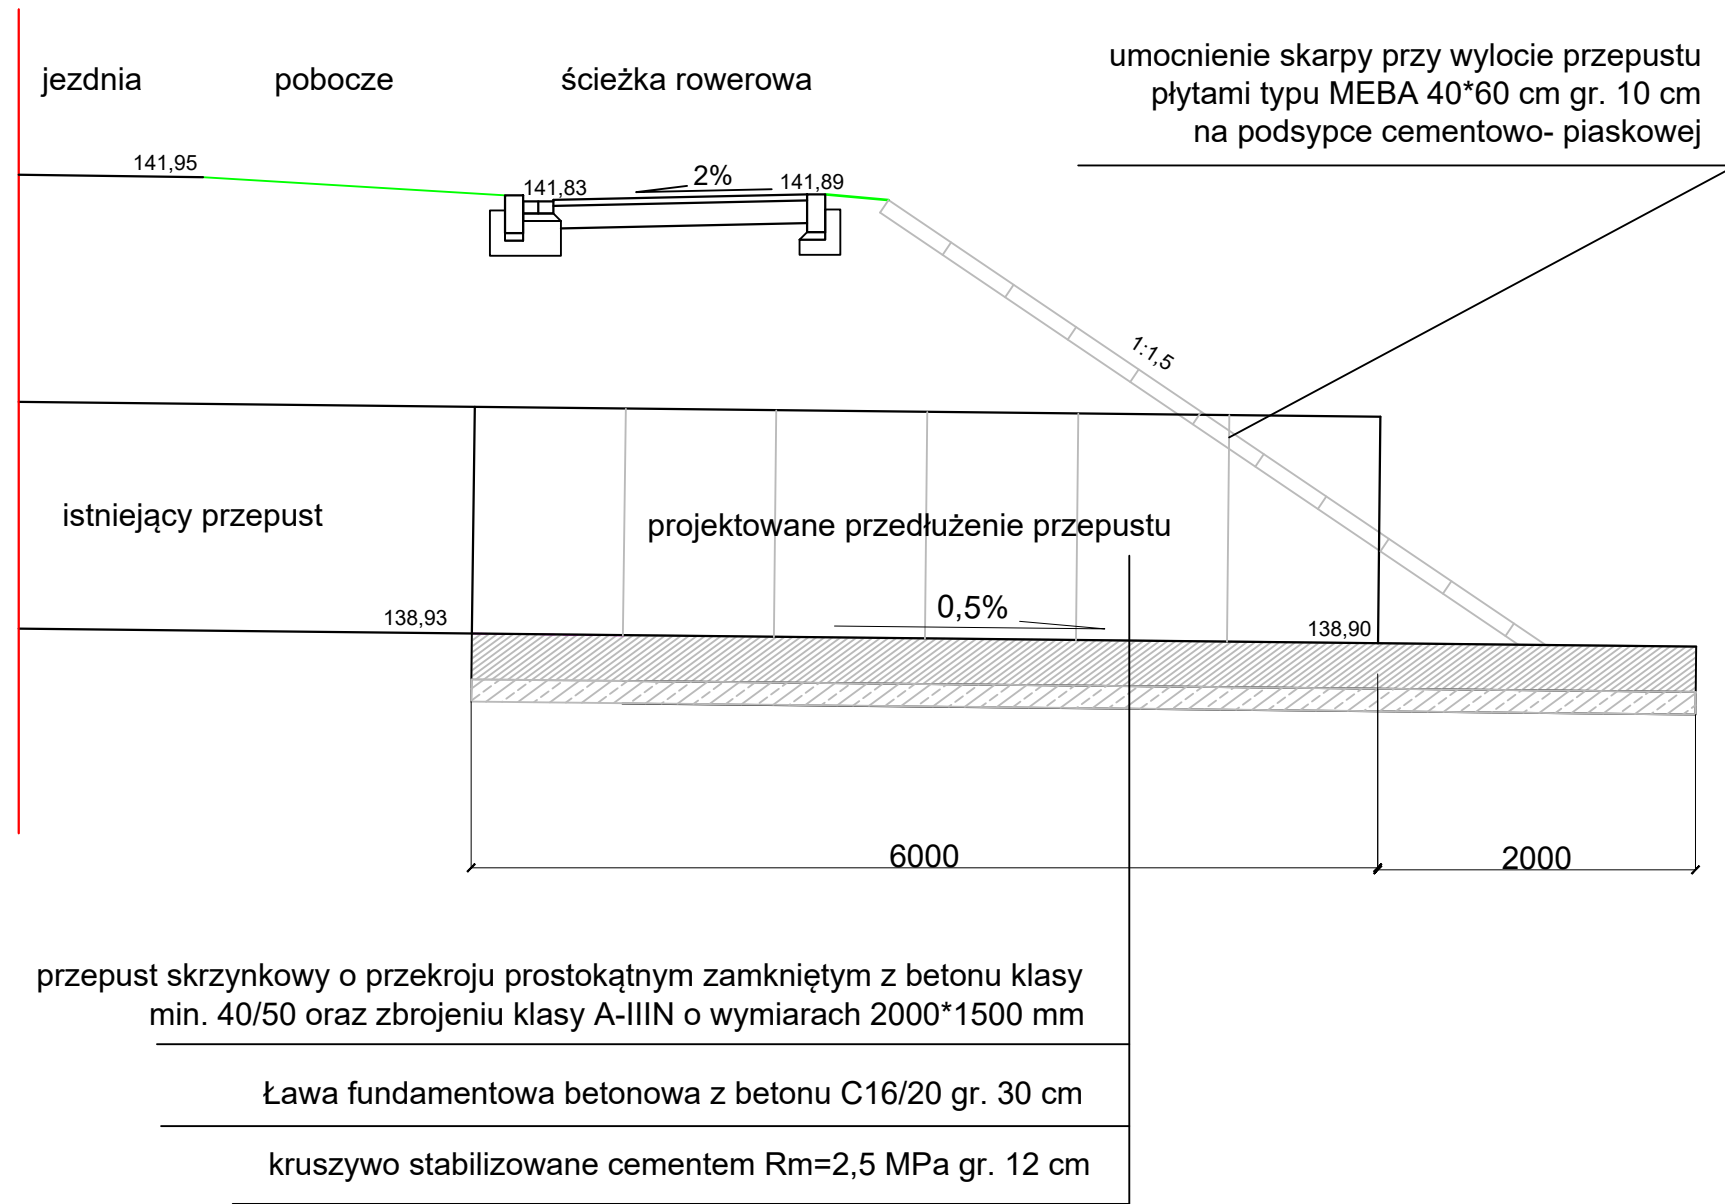 jezdnia
pobocze
ścieżka rowerowa
umocnienie skarpy przy wylocie przepustu
płytami typu MEBA 40*60 cm gr. 10 cm
na podsypce cementowo- piaskowej
141,95
141,83
2%
141,89
1:1,5
istniejący przepust
projektowane przedłużenie przepustu
138,93
0,5%
138,90
6000
2000
przepust skrzynkowy o przekroju prostokątnym zamkniętym z betonu klasy
min. 40/50 oraz zbrojeniu klasy A-IIIN o wymiarach 2000*1500 mm
Ława fundamentowa betonowa z betonu C16/20 gr. 30 cm
kruszywo stabilizowane cementem Rm=2,5 MPa gr. 12 cm